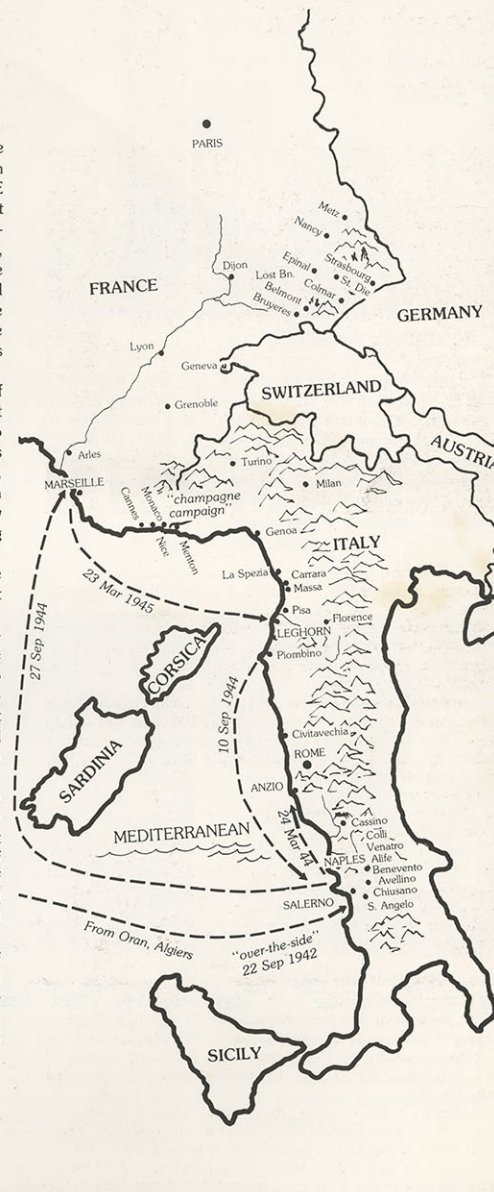 PARIS
Metz
Nancy
Strasbourg
Epinal
St. Die
Lost Bn.
Colmar
Belmont
Bruyeres
Dijon
FRANCE
GERMANY
Lyon
Geneva
SWITZERLAND
Grenoble
AUSTRIA
Arles
Turino
Milan
MARSEILLE
Cannes
Monaco
"champagne
campaign"
Nice
Menton
Genoa
ITALY
La Spezia
Carrara
Massa
23 Mar 1945
Pisa
Florence
LEGHORN
27 Sep 1944
CORSICA
Piombino
10 Sep 1944
Civitavechia
ROME
SARDINIA
ANZIO
24 Mar 44
Cassino
Colli
MEDITERRANEAN
Venatro
NAPLES
Alife
Benevento
Avellino
SALERNO
Chiusano
S. Angelo
From Oran, Algiers
"over-the-side"
22 Sep 1942
SICILY